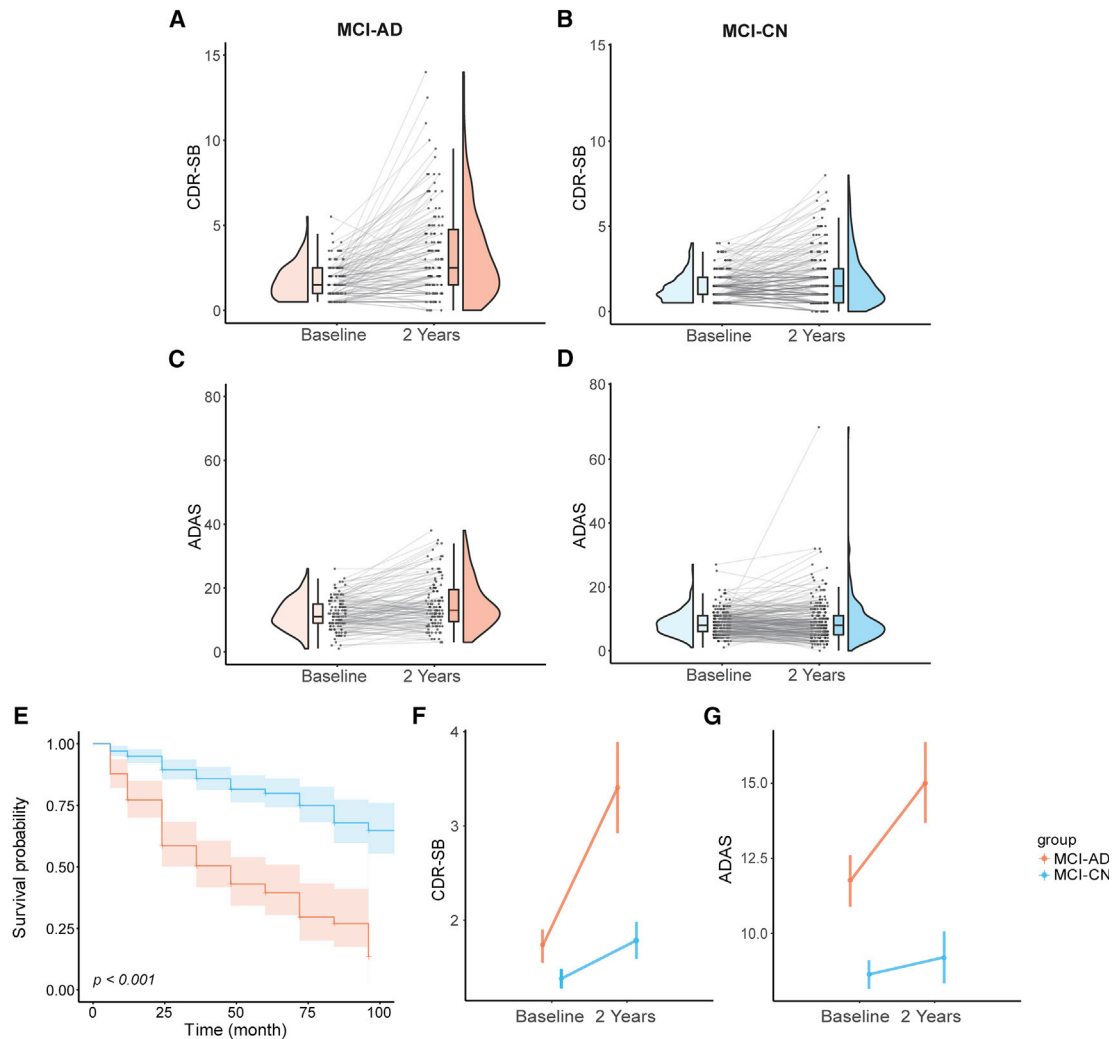 A
MCI-AD
B
MCI-CN
CDR-SB
15
10
5
0
Baseline 2 Years
CDR-SB
15
10
5
0
Baseline 2 Years
C
ADAS
80
60
40
20
0
Baseline 2 Years
D
ADAS
80
60
40
20
0
Baseline 2 Years
E
Survival probability
1.00
0.75
0.50
0.25
0.00
p < 0.001
0 25 50 75 100
Time (month)
F
CDR-SB
4
3
2
Baseline 2 Years
G
ADAS
15.0
12.5
10.0
Baseline 2 Years
group
MCI-AD
MCI-CN